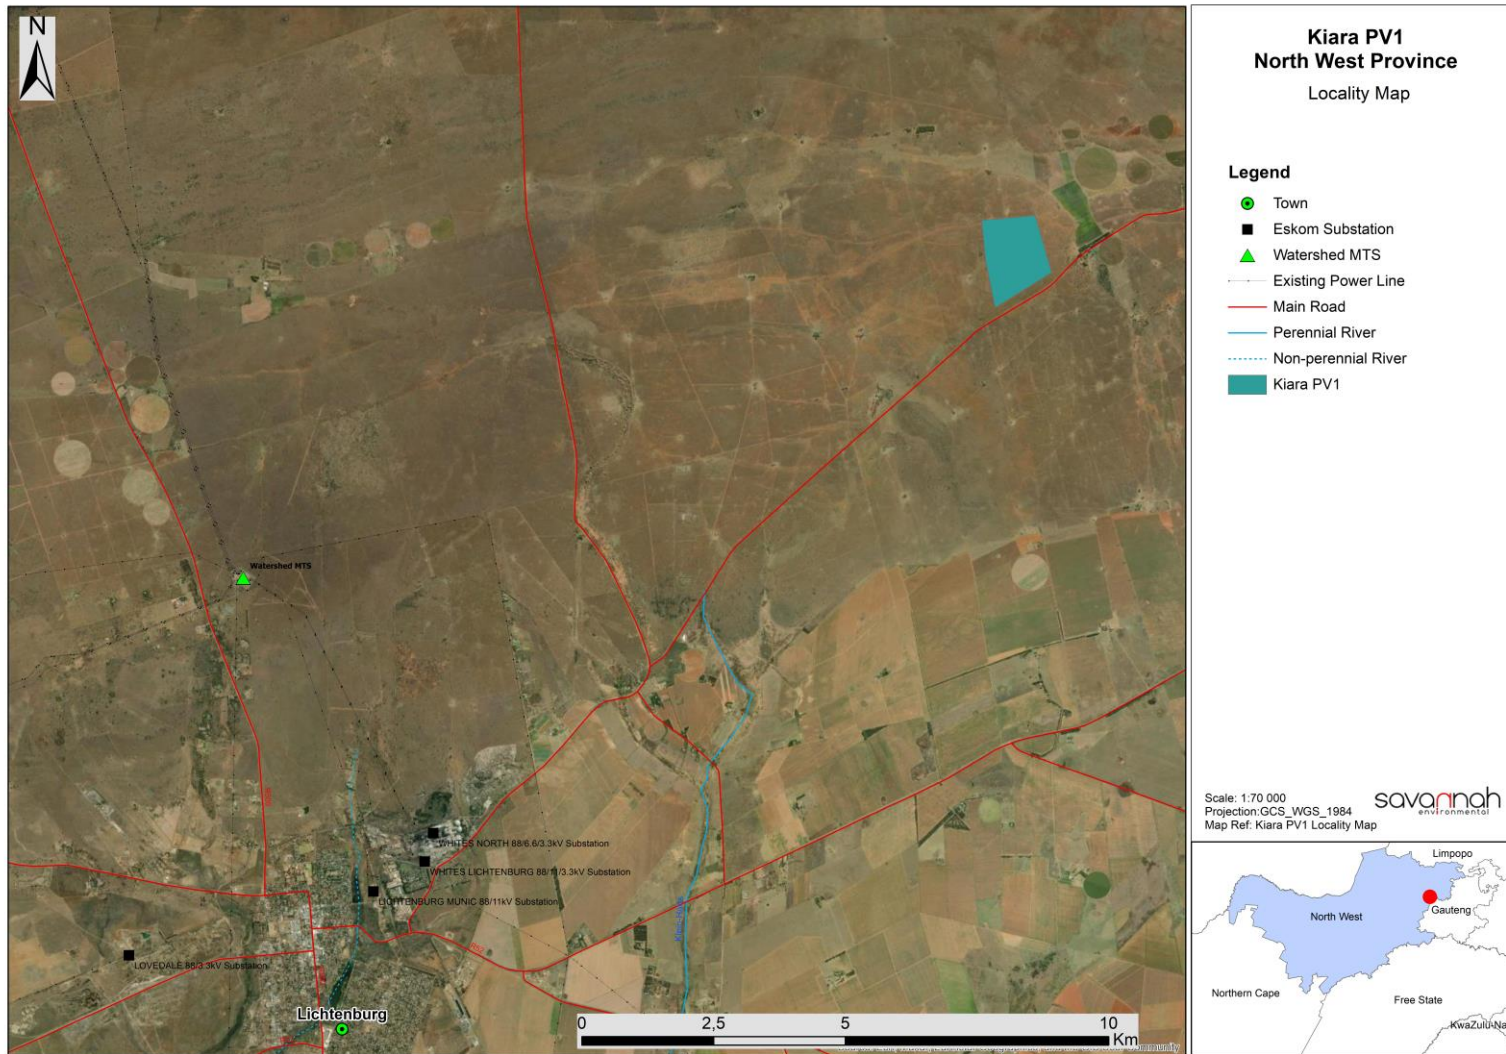 N
Kiara PV1
North West Province
Locality Map
Legend
Town
Eskom Substation
Watershed MTS
Existing Power Line
Main Road
Perennial River
Non-perennial River
Kiara PV1
Watershed MTS
WHITES NORTH 88/6.6/3.3kV Substation
WHITES LICHTENBURG 88/11/3.3kV Substation
LICHTENBURG MUNIC 88/11kV Substation
LOVEDALE 88/3.3kV Substation
Lichtenburg
0 2,5 5 10
Km
Scale: 1:70 000
Projection:GCS_WGS_1984
Map Ref: Kiara PV1 Locality Map
savannah
environmental
Limpopo
North West
Gauteng
Northern Cape
Free State
KwaZulu-Na